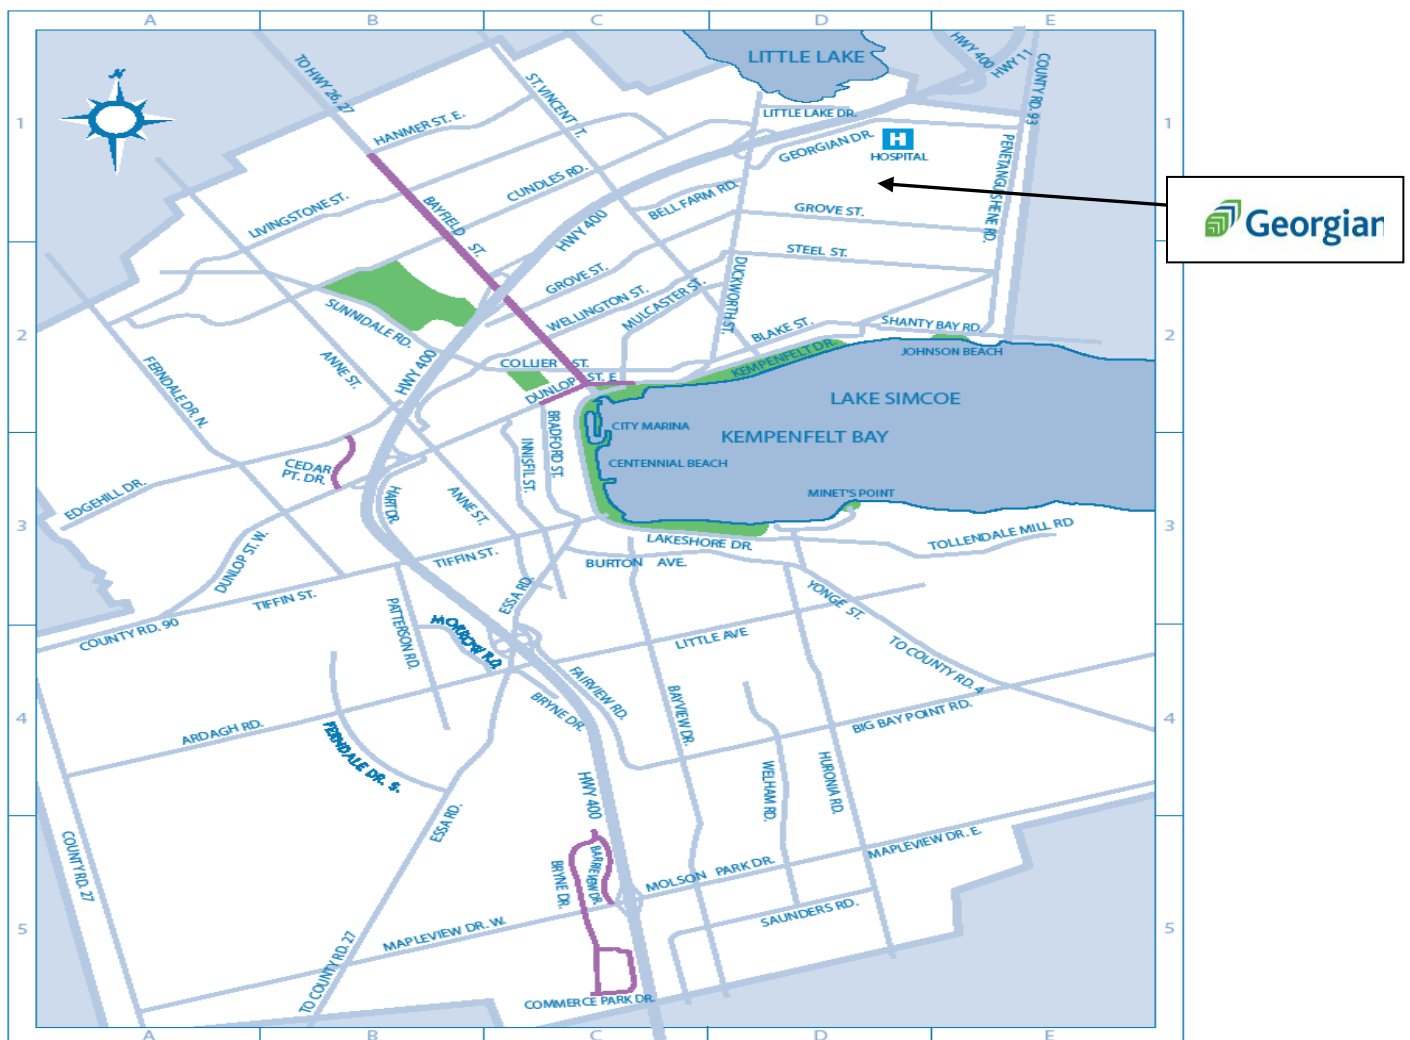 A B C D E
LITTLE LAKE
HWY 400
HWY 11
COUNTY RD. 93
TO HWY 26, 27
ST. VINCENT T.
N
1
HANMER ST. E.
LITTLE LAKE DR.
1
GEORGIAN DR.
H
HOSPITAL
PENETANGUISHENE RD.
CUNDLES RD.
BELL FARM RD.
LIVINGSTONE ST.
BAYFIELD ST.
HWY 400
GROVE ST.
Georgian
STEEL ST.
GROVE ST.
DUCKWORTH ST.
WELLINGTON ST.
MULCASTER ST.
SUNNIDALE RD.
2
BLAKE ST.
SHANTY BAY RD.
2
JOHNSON BEACH
KEMPENFELT DR.
FERNDALE DR. N.
ANNE ST.
HWY 400
COLLIER ST.
DUNLOP ST. E
LAKE SIMCOE
CITY MARINA
KEMPENFELT BAY
BRADFORD ST.
INNISFIL ST.
CENTENNIAL BEACH
CEDAR
PT. DR.
EDGEHILL DR.
HART DR.
ANNE ST.
MINET'S POINT
3
3
LAKESHORE DR.
TOLLENDALE MILL RD
DUNLOP ST. W.
TIFFIN ST.
BURTON AVE.
ESSA RD.
YONGE ST.
TIFFIN ST.
PATTERSON RD.
MORROW RD.
COUNTY RD. 90
LITTLE AVE
TO COUNTY RD. 4
FAIRVIEW RD.
BRYNE DR.
BAYVIEW DR.
4
ARDAGH RD.
BIG BAY POINT RD.
4
FERNDALE DR. S.
HWY 400
WELHAM RD.
HURONIA RD.
ESSA RD.
COUNTY RD. 27
BARRIE VIEW DR.
BRYNE DR.
MOLSON PARK DR.
MAPLEVIEW DR. E.
5
MAPLEVIEW DR. W.
SAUNDERS RD.
5
TO COUNTY RD. 27
COMMERCE PARK DR.
A B C D E